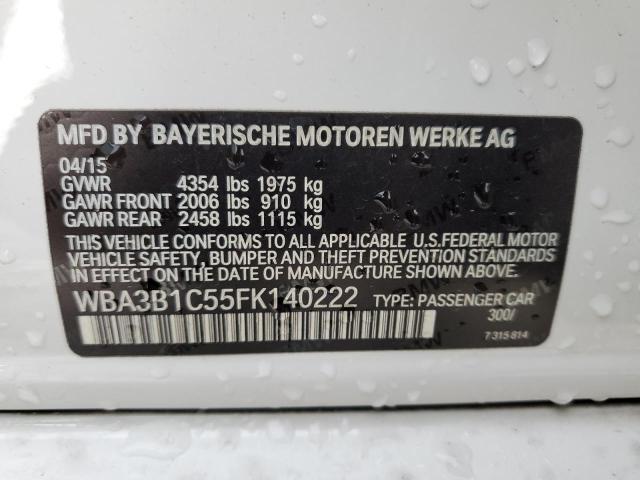 MFD BY BAYERISCHE MOTOREN WERKE AG
04/15
GVWR 4354 lbs 1975 kg
GAWR FRONT 2006 lbs 910 kg
GAWR REAR 2458 lbs 1115 kg
THIS VEHICLE CONFORMS TO ALL APPLICABLE U.S.FEDERAL MOTOR
VEHICLE SAFETY, BUMPER AND THEFT PREVENTION STANDARDS
IN EFFECT ON THE DATE OF MANUFACTURE SHOWN ABOVE.
WBA3B1C55FK140222 TYPE: PASSENGER CAR
300/
7 315 814